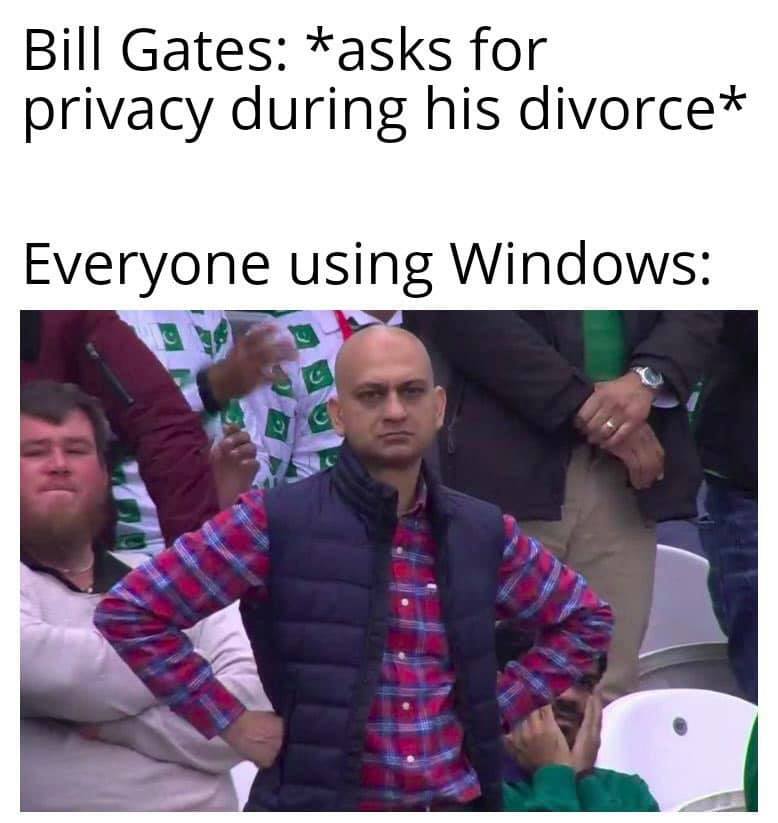 Bill Gates: *asks for
privacy during his divorce*
Everyone using Windows: